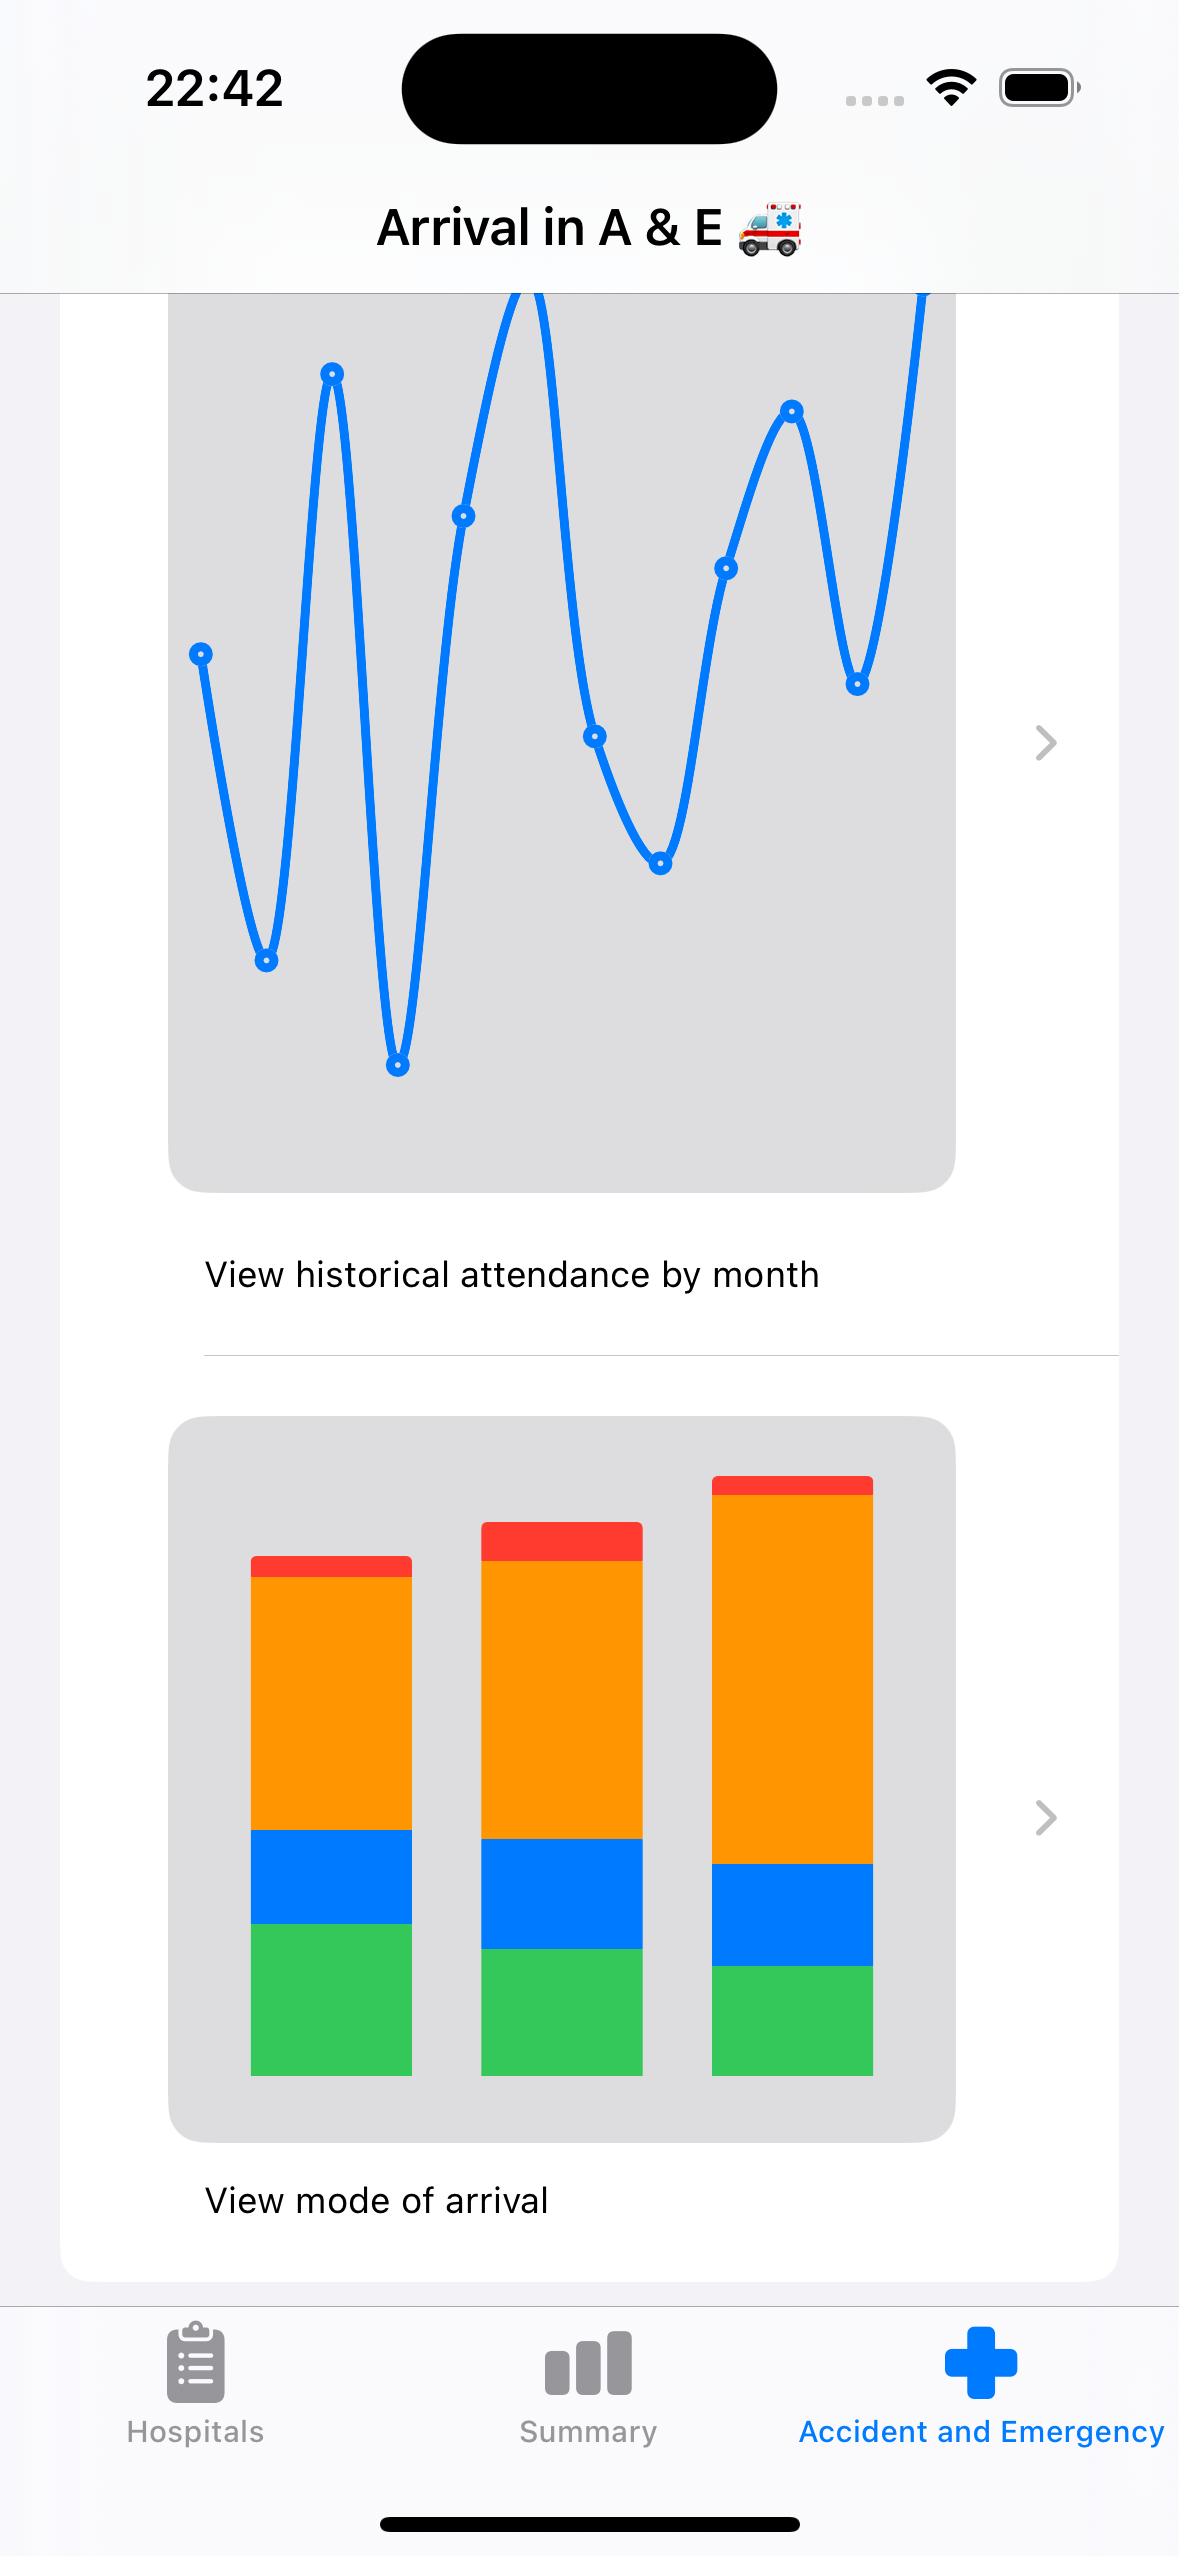 22:42
Arrival in A & E 🚑
View historical attendance by month
View mode of arrival
Hospitals
Summary
Accident and Emergency